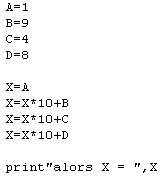 A=1
B=9
C=4
D=8
X=A
X=X*10+B
X=X*10+C
X=X*10+D
print"alors X = ",X